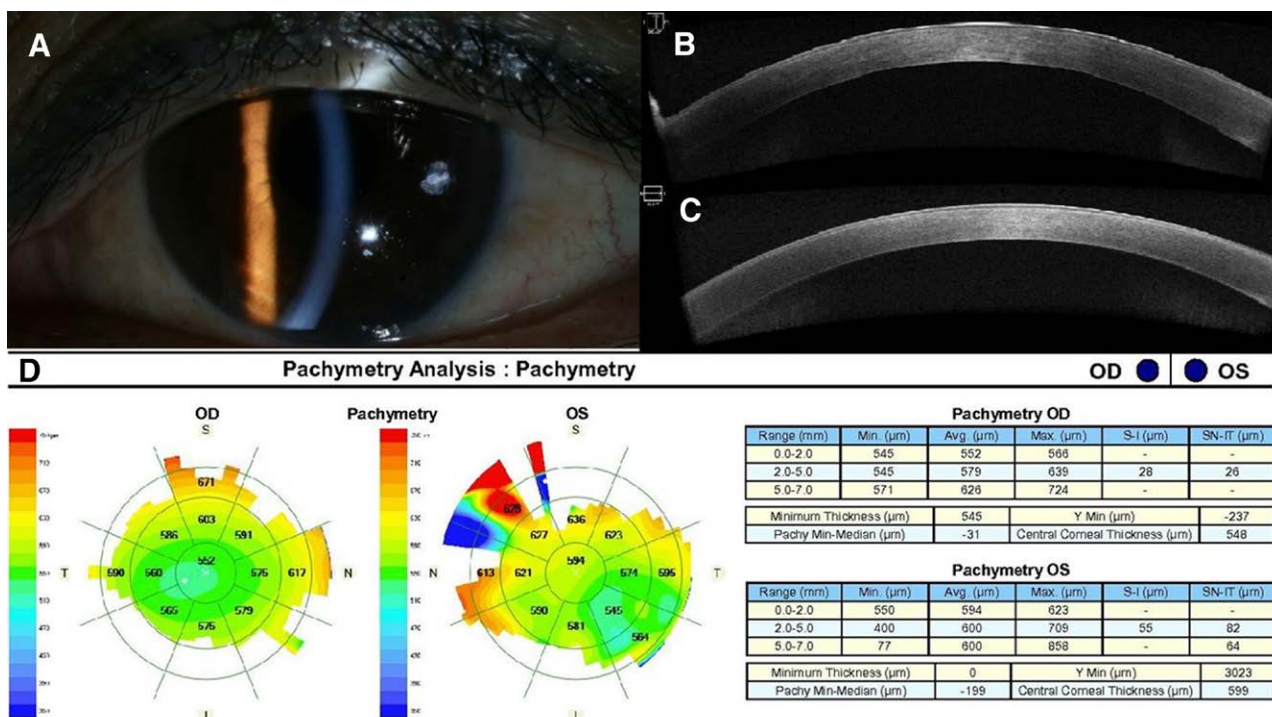 A
B
C
D
Pachymetry Analysis : Pachymetry
OD
OS
OD
Pachymetry
OS
S
S
671
603
586
591
552
590
560
575
617
T
N
565
579
575
I
628
636
627
623
594
613
621
574
595
N
T
590
545
581
564
I
Pachymetry OD
Range (mm) Min. (µm) Avg. (µm) Max. (µm) S-I (µm) SN-IT (µm)
0.0-2.0 545 552 566 - -
2.0-5.0 545 579 639 28 26
5.0-7.0 571 626 724 - -
Minimum Thickness (µm) 545 Y Min (µm) -237
Pachy Min-Median (µm) -31 Central Corneal Thickness (µm) 548
Pachymetry OS
Range (mm) Min. (µm) Avg. (µm) Max. (µm) S-I (µm) SN-IT (µm)
0.0-2.0 550 594 623 - -
2.0-5.0 400 600 709 55 82
5.0-7.0 77 600 858 - 64
Minimum Thickness (µm) 0 Y Min (µm) 3023
Pachy Min-Median (µm) -199 Central Corneal Thickness (µm) 599